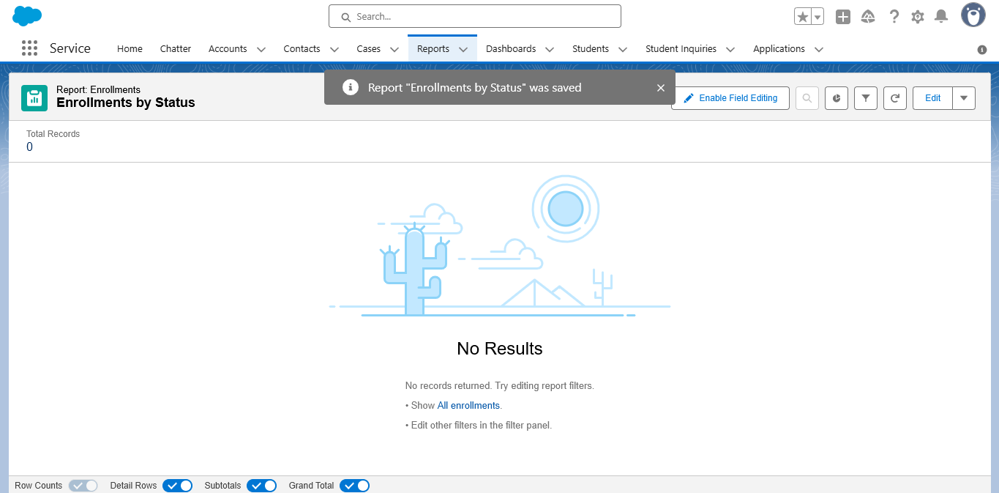 Search...
Service
Home
Chatter
Accounts
Contacts
Cases
Reports
Dashboards
Students
Student Inquiries
Applications
Report: Enrollments
Enrollments by Status
Report "Enrollments by Status" was saved
Enable Field Editing
Edit
Total Records
0
No Results
No records returned. Try editing report filters.
• Show All enrollments.
• Edit other filters in the filter panel.
Row Counts
Detail Rows
Subtotals
Grand Total